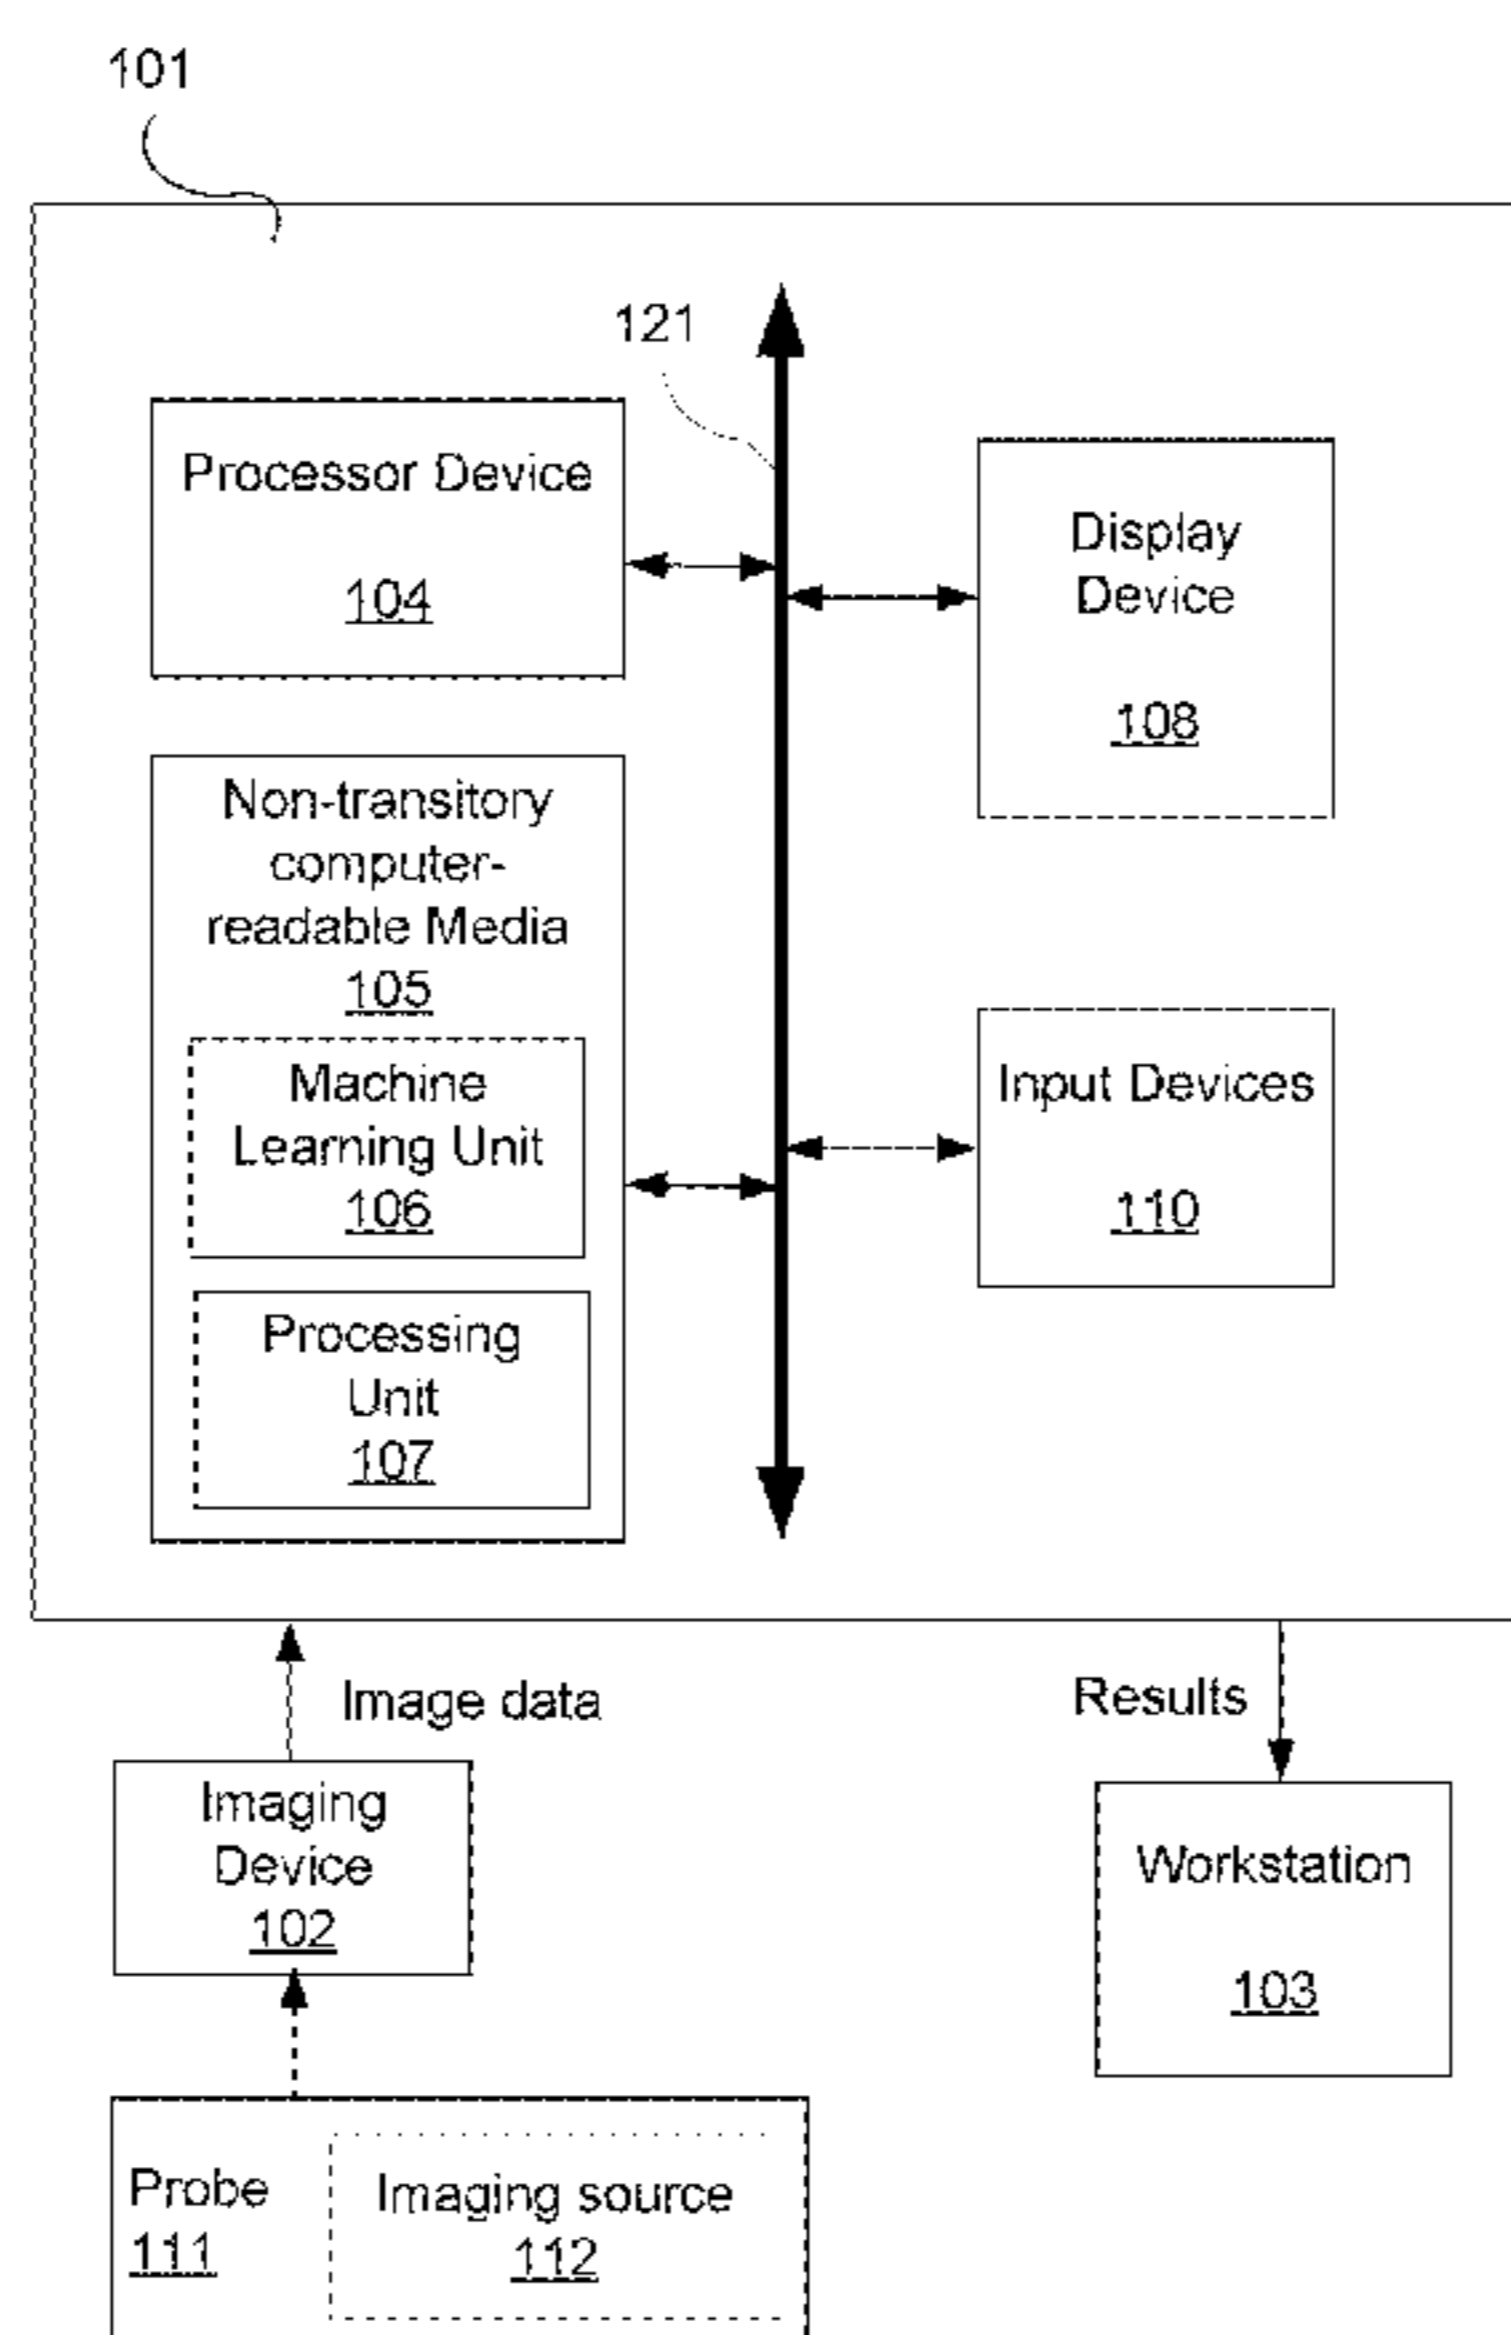 101
121
Processor Device
104
Display
Device
108
Non-transitory
computer-
readable Media
105
Machine
Learning Unit
106
Input Devices
110
Processing
Unit
107
Image data
Results
Imaging
Device
102
Workstation
103
Probe
111
Imaging source
112